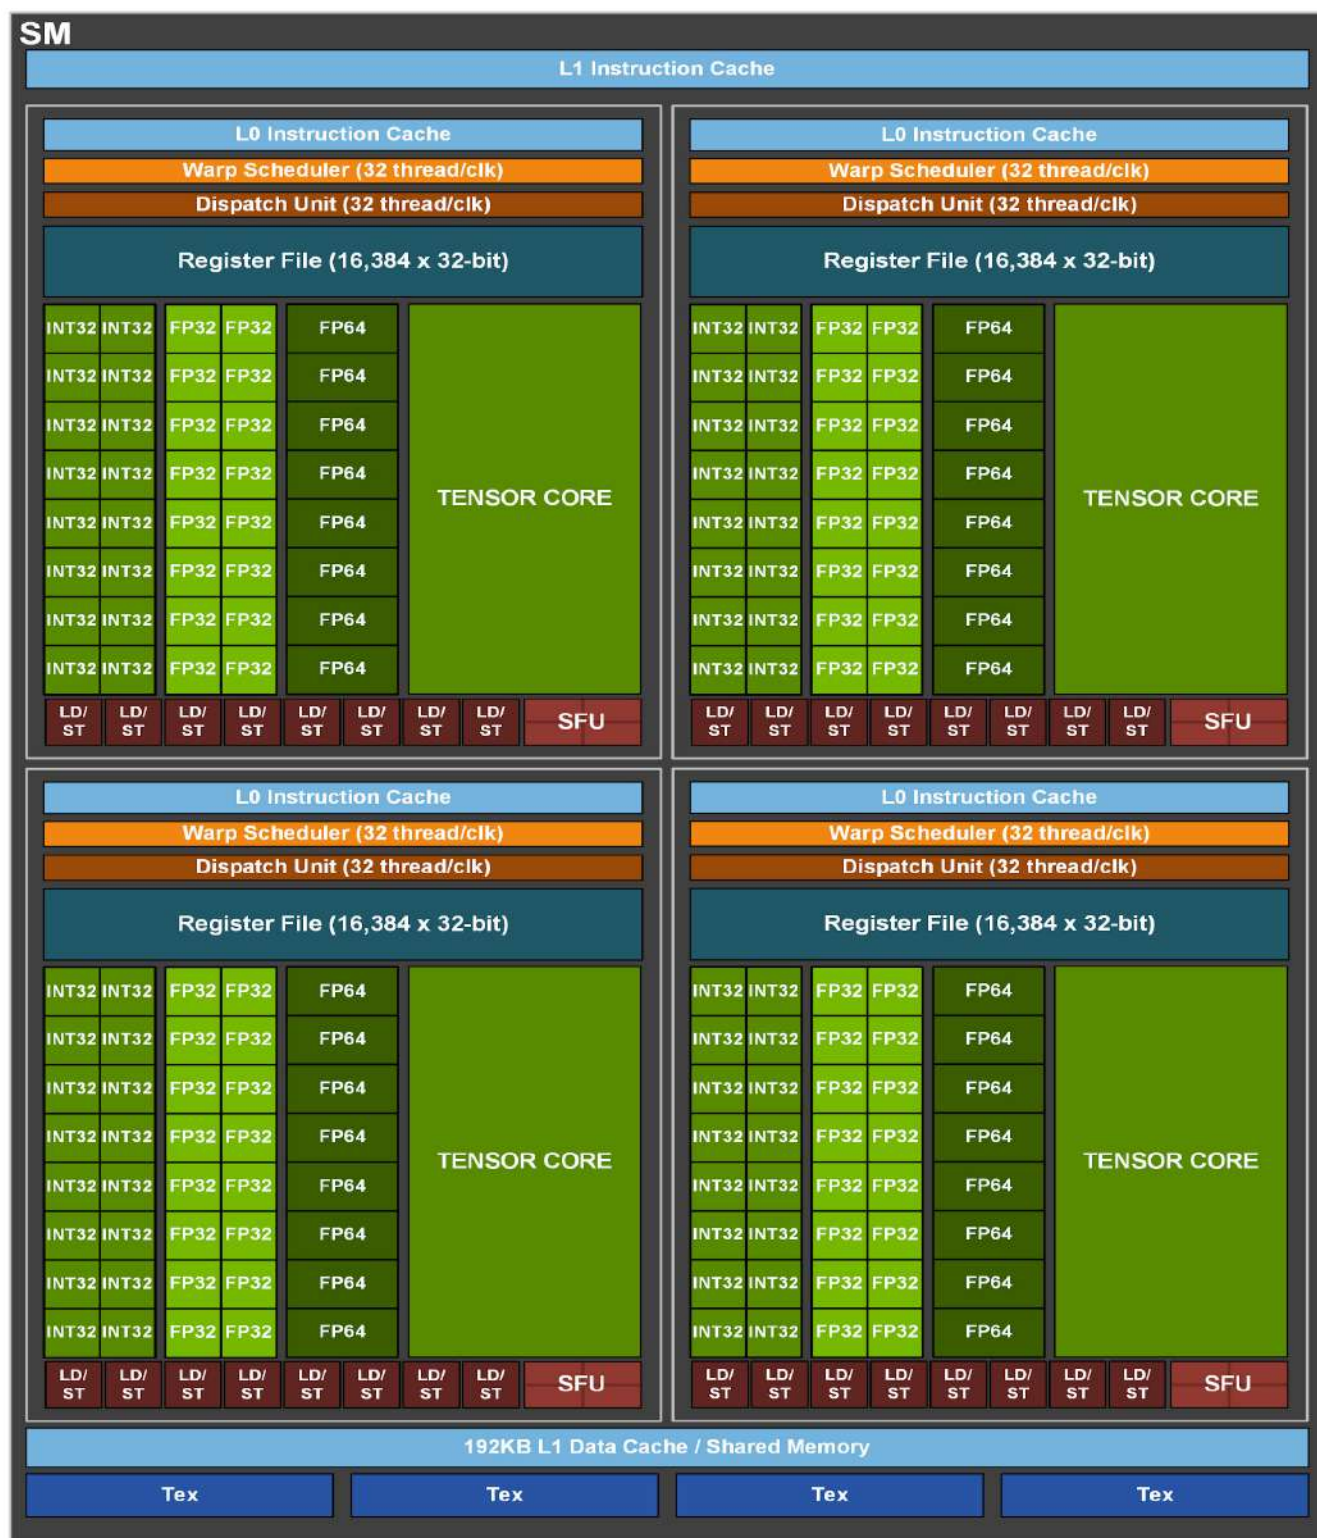 SM
L1 Instruction Cache
L0 Instruction Cache
Warp Scheduler (32 thread/clk)
Dispatch Unit (32 thread/clk)
Register File (16,384 x 32-bit)
INT32 INT32 FP32 FP32 FP64
INT32 INT32 FP32 FP32 FP64
INT32 INT32 FP32 FP32 FP64
INT32 INT32 FP32 FP32 FP64
TENSOR CORE
INT32 INT32 FP32 FP32 FP64
INT32 INT32 FP32 FP32 FP64
INT32 INT32 FP32 FP32 FP64
INT32 INT32 FP32 FP32 FP64
LD/ LD/ LD/ LD/ LD/ LD/ LD/ LD/
ST ST ST ST ST ST ST ST
SFU
L0 Instruction Cache
Warp Scheduler (32 thread/clk)
Dispatch Unit (32 thread/clk)
Register File (16,384 x 32-bit)
INT32 INT32 FP32 FP32 FP64
INT32 INT32 FP32 FP32 FP64
INT32 INT32 FP32 FP32 FP64
INT32 INT32 FP32 FP32 FP64
TENSOR CORE
INT32 INT32 FP32 FP32 FP64
INT32 INT32 FP32 FP32 FP64
INT32 INT32 FP32 FP32 FP64
INT32 INT32 FP32 FP32 FP64
LD/ LD/ LD/ LD/ LD/ LD/ LD/ LD/
ST ST ST ST ST ST ST ST
SFU
L0 Instruction Cache
Warp Scheduler (32 thread/clk)
Dispatch Unit (32 thread/clk)
Register File (16,384 x 32-bit)
INT32 INT32 FP32 FP32 FP64
INT32 INT32 FP32 FP32 FP64
INT32 INT32 FP32 FP32 FP64
INT32 INT32 FP32 FP32 FP64
TENSOR CORE
INT32 INT32 FP32 FP32 FP64
INT32 INT32 FP32 FP32 FP64
INT32 INT32 FP32 FP32 FP64
INT32 INT32 FP32 FP32 FP64
LD/ LD/ LD/ LD/ LD/ LD/ LD/ LD/
ST ST ST ST ST ST ST ST
SFU
L0 Instruction Cache
Warp Scheduler (32 thread/clk)
Dispatch Unit (32 thread/clk)
Register File (16,384 x 32-bit)
INT32 INT32 FP32 FP32 FP64
INT32 INT32 FP32 FP32 FP64
INT32 INT32 FP32 FP32 FP64
INT32 INT32 FP32 FP32 FP64
TENSOR CORE
INT32 INT32 FP32 FP32 FP64
INT32 INT32 FP32 FP32 FP64
INT32 INT32 FP32 FP32 FP64
INT32 INT32 FP32 FP32 FP64
LD/ LD/ LD/ LD/ LD/ LD/ LD/ LD/
ST ST ST ST ST ST ST ST
SFU
192KB L1 Data Cache / Shared Memory
Tex Tex Tex Tex